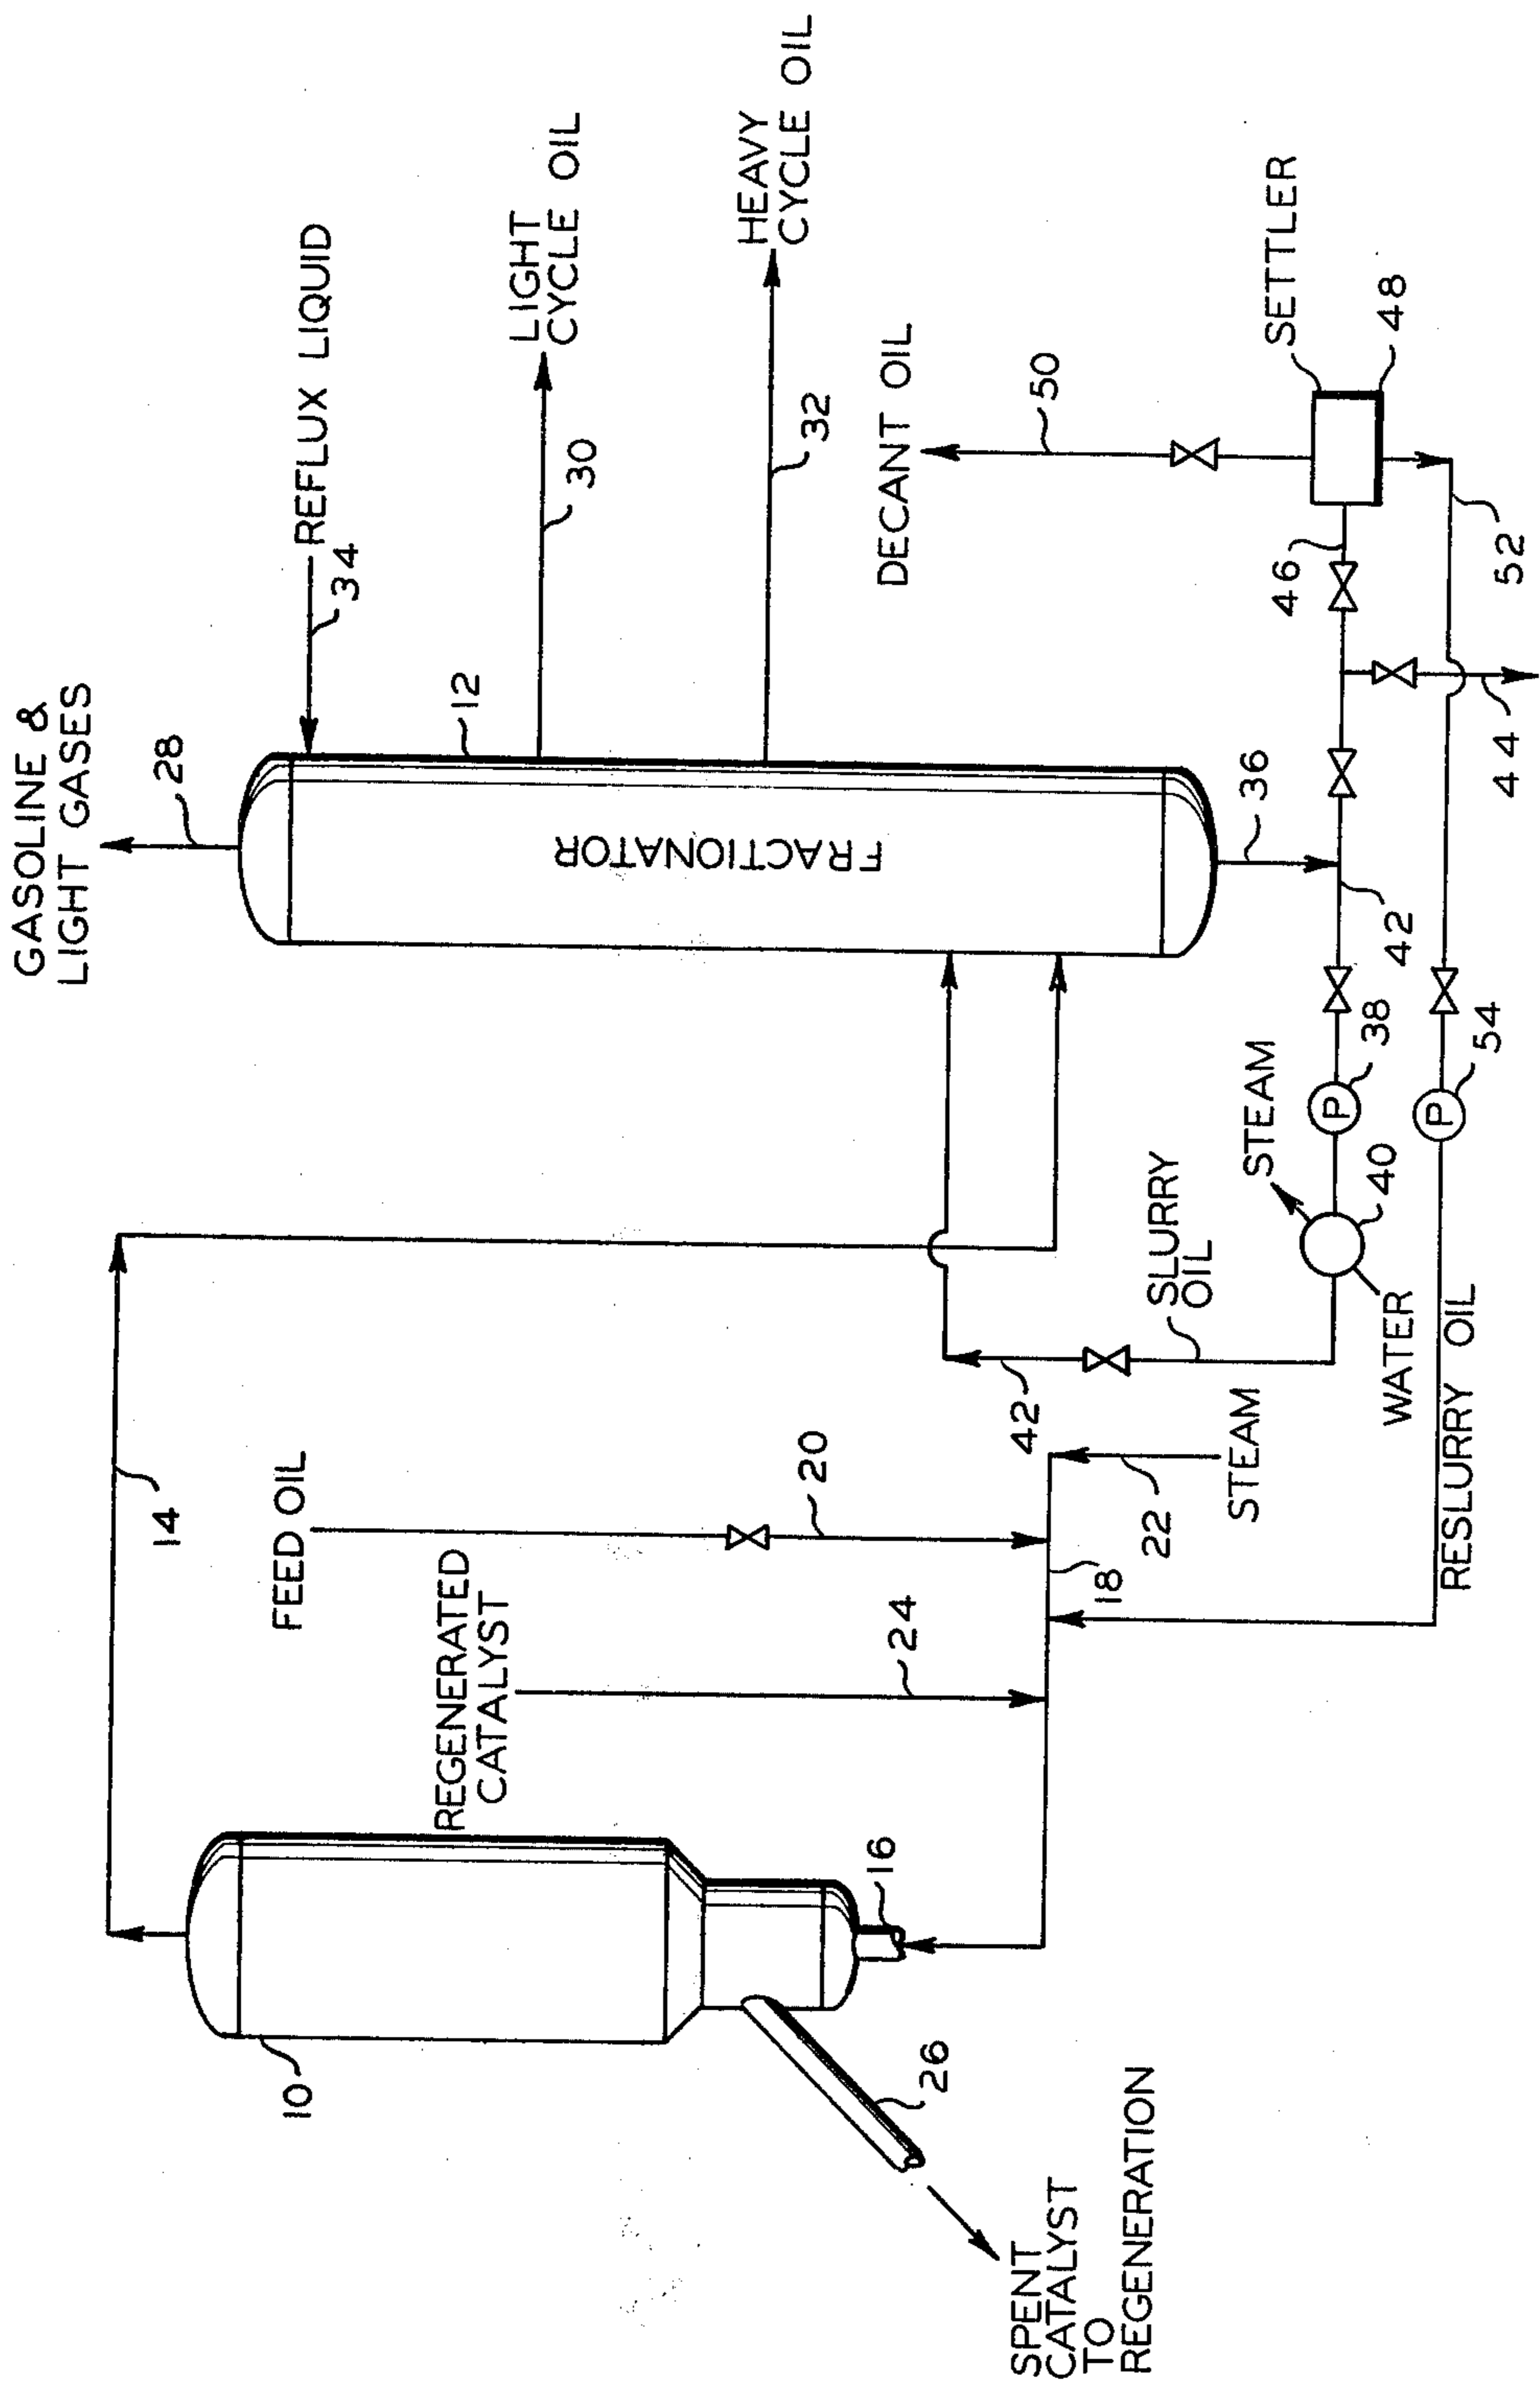 GASOLINE &
LIGHT GASES
28
REFLUX LIQUID
34
12
LIGHT
CYCLE OIL
30
HEAVY
CYCLE OIL
32
FRACTIONATOR
14
10
FEED OIL
20
REGENERATED
CATALYST
24
16
18
22
STEAM
26
SPENT
CATALYST
TO
REGENERATION
42
SLURRY
OIL
STEAM
40
WATER
P
38
36
42
DECANT OIL
50
46
SETTLER
48
44
52
P
54
RESLURRY OIL